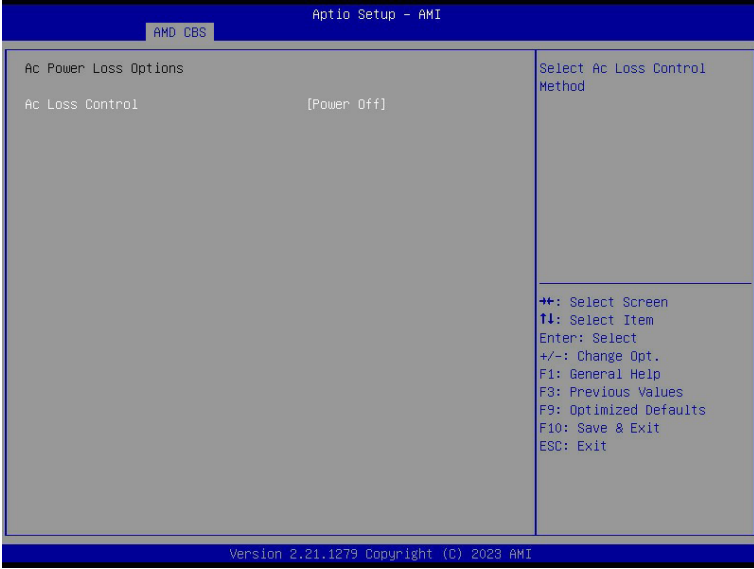 Aptio Setup – AMI
AMD CBS
Ac Power Loss Options
Ac Loss Control [Power Off]
Select Ac Loss Control
Method
→←: Select Screen
↑↓: Select Item
Enter: Select
+/-: Change Opt.
F1: General Help
F3: Previous Values
F9: Optimized Defaults
F10: Save & Exit
ESC: Exit
Version 2.21.1279 Copyright (C) 2023 AMI